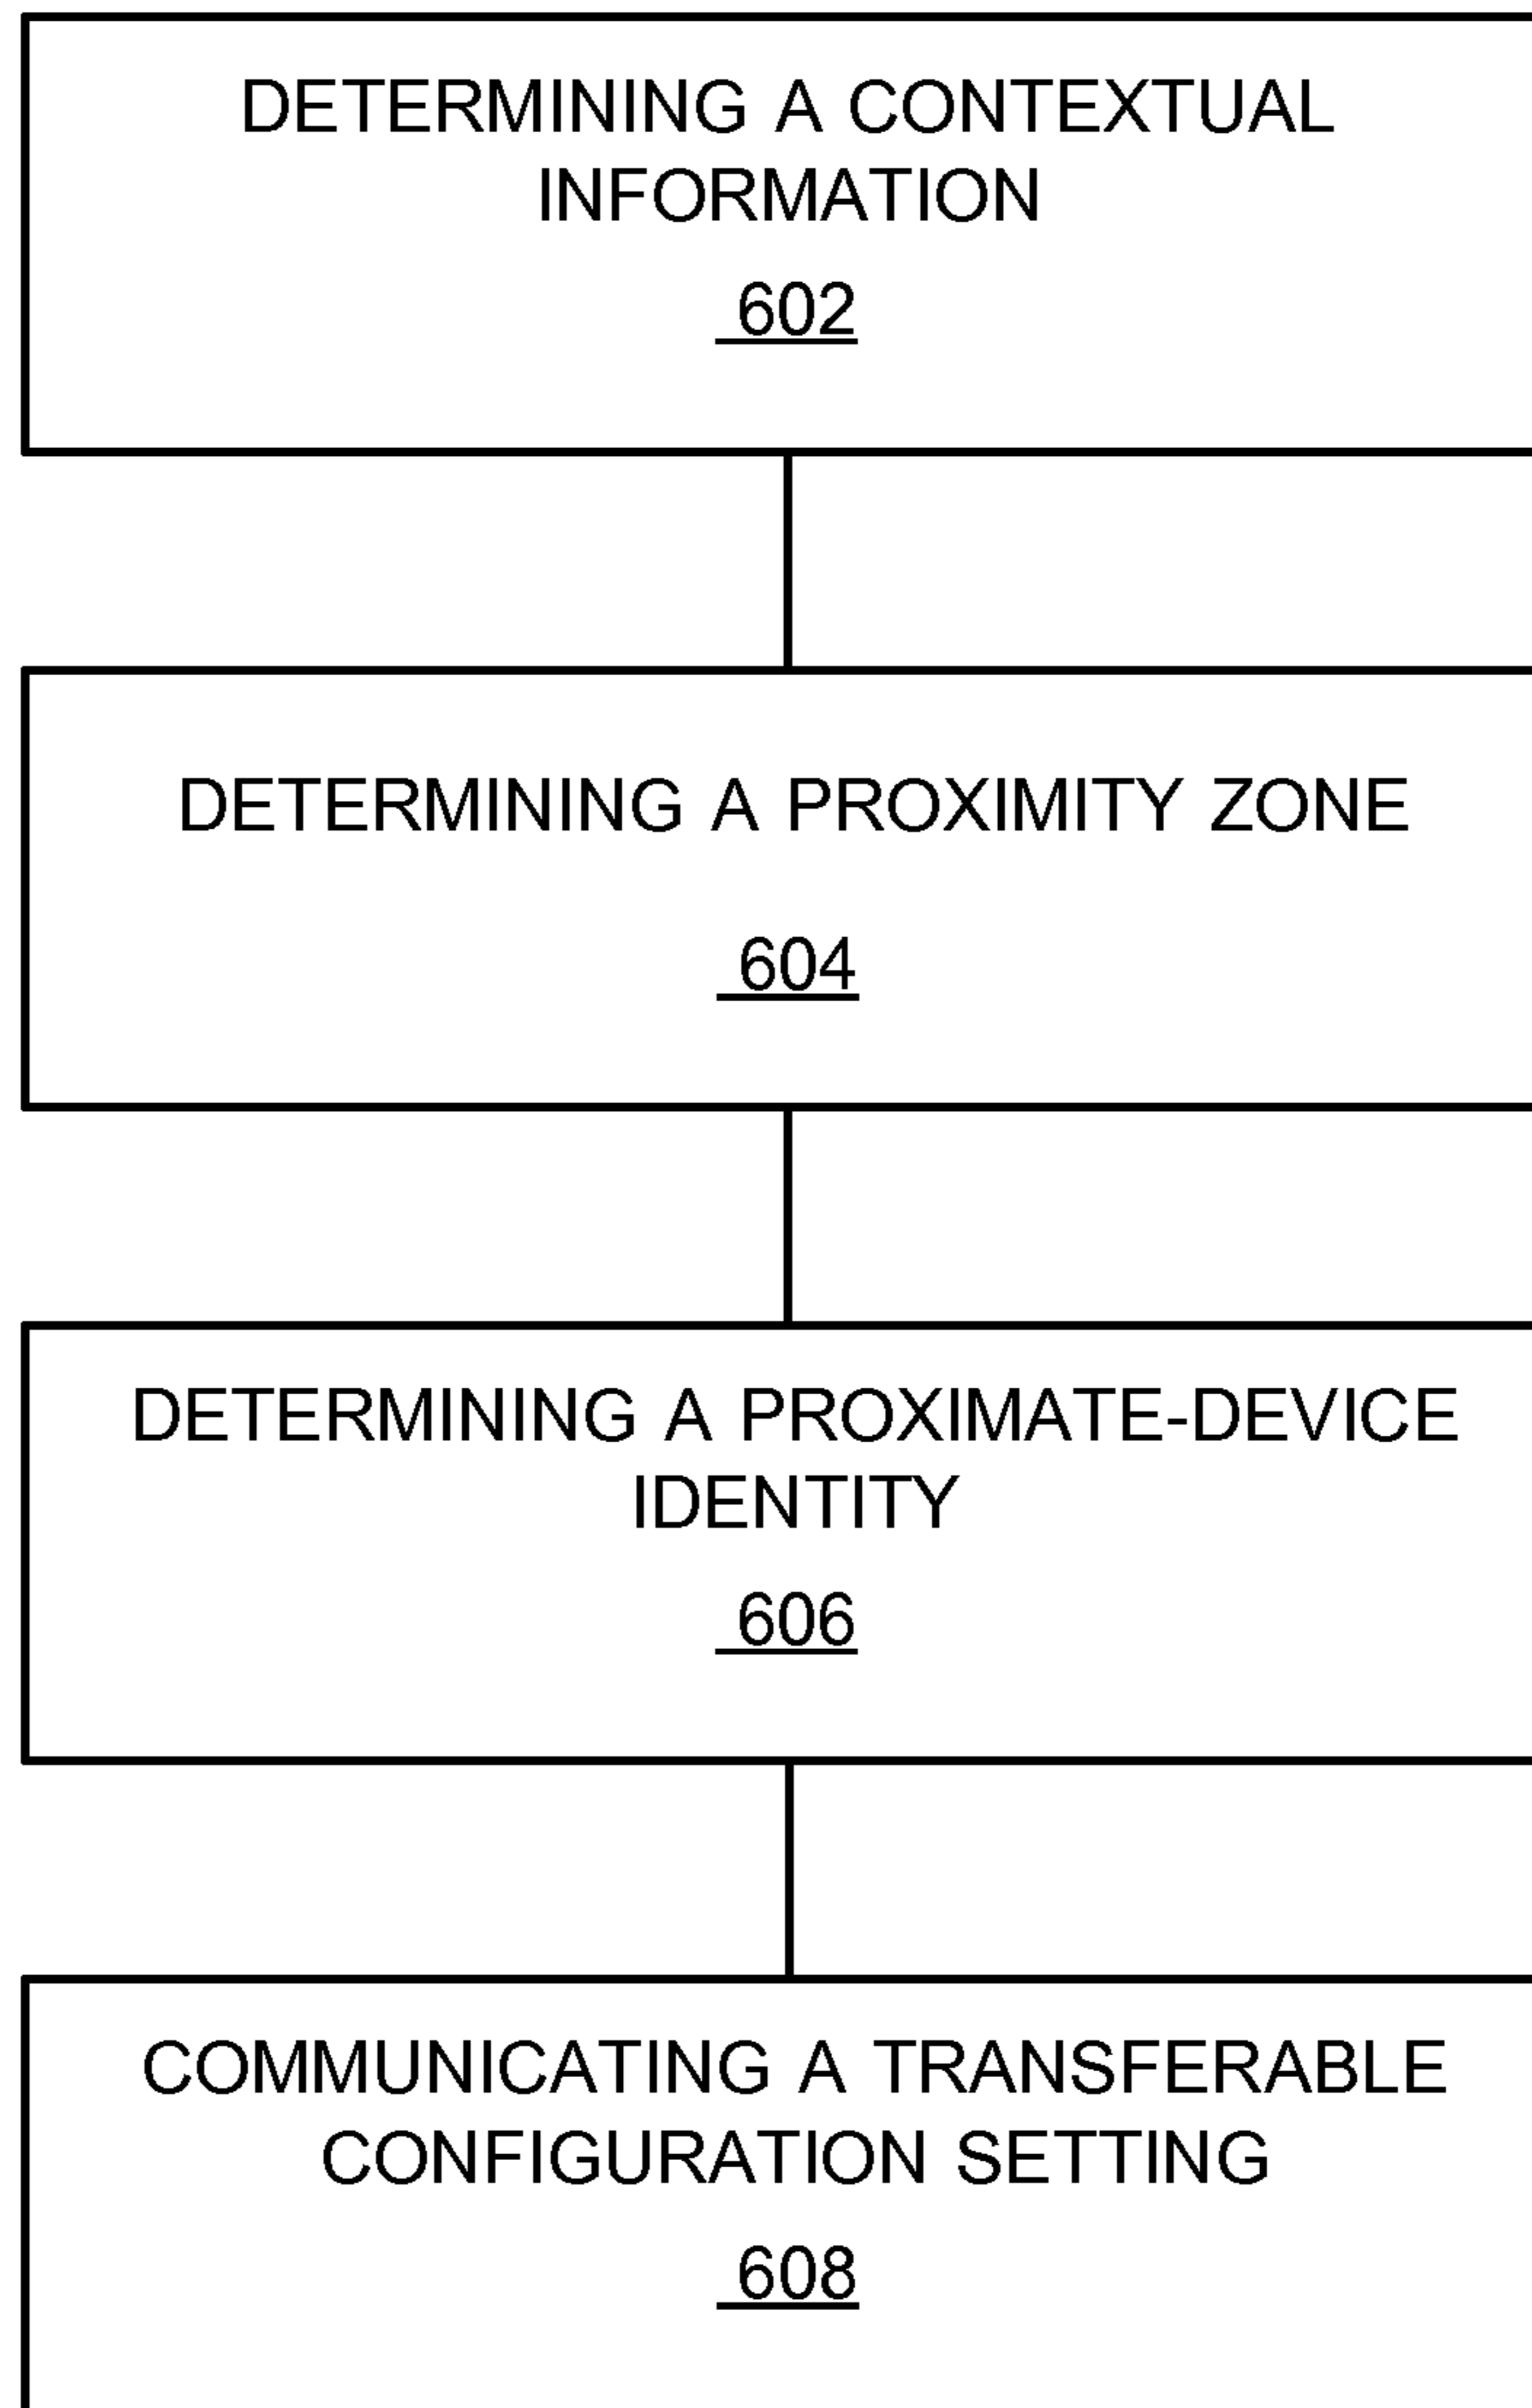 DETERMINING A CONTEXTUAL
INFORMATION
602
DETERMINING A PROXIMITY ZONE
604
DETERMINING A PROXIMATE-DEVICE
IDENTITY
606
COMMUNICATING A TRANSFERABLE
CONFIGURATION SETTING
608